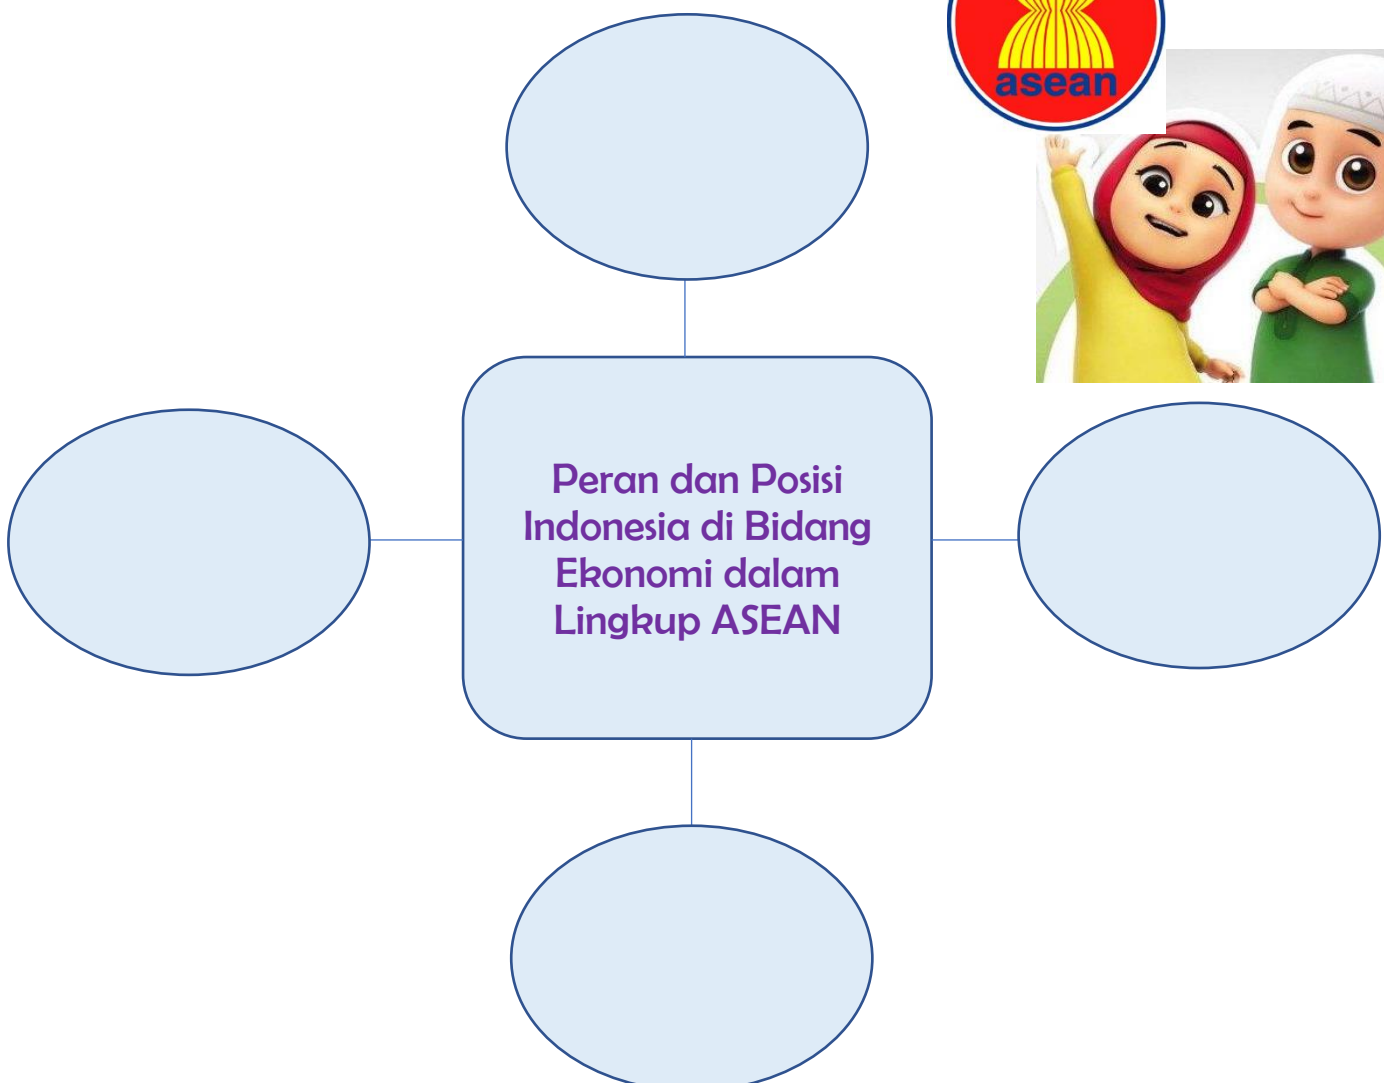 asean
Peran dan Posisi
Indonesia di Bidang
Ekonomi dalam
Lingkup ASEAN